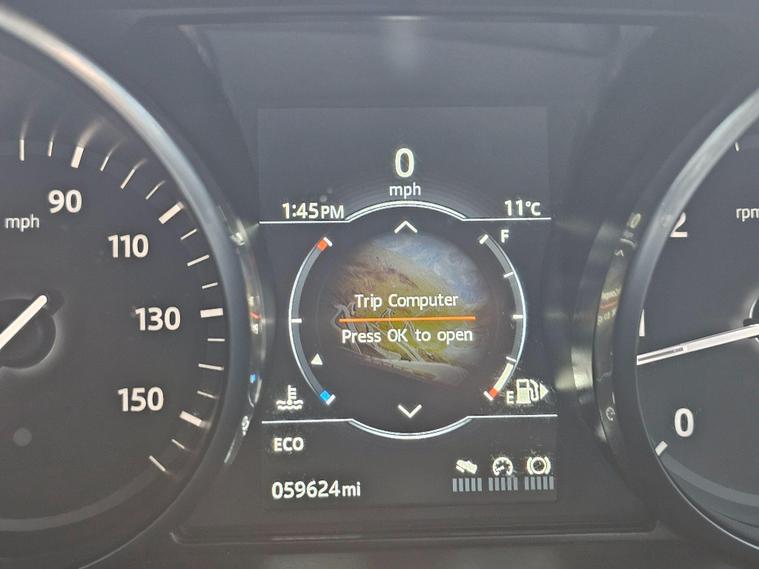 0
mph
1:45PM
11°C
F
Trip Computer
Press OK to open
E
ECO
059624mi
mph
90
110
130
150
rpm
2
1
0